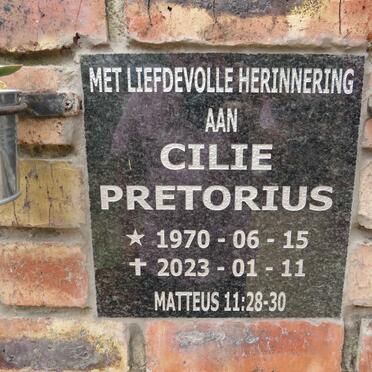 MET LIEFDEVOLLE HERINNERING
AAN
CILIE
PRETORIUS
★ 1970 - 06 - 15
✝ 2023 - 01 - 11
MATTEUS 11:28-30